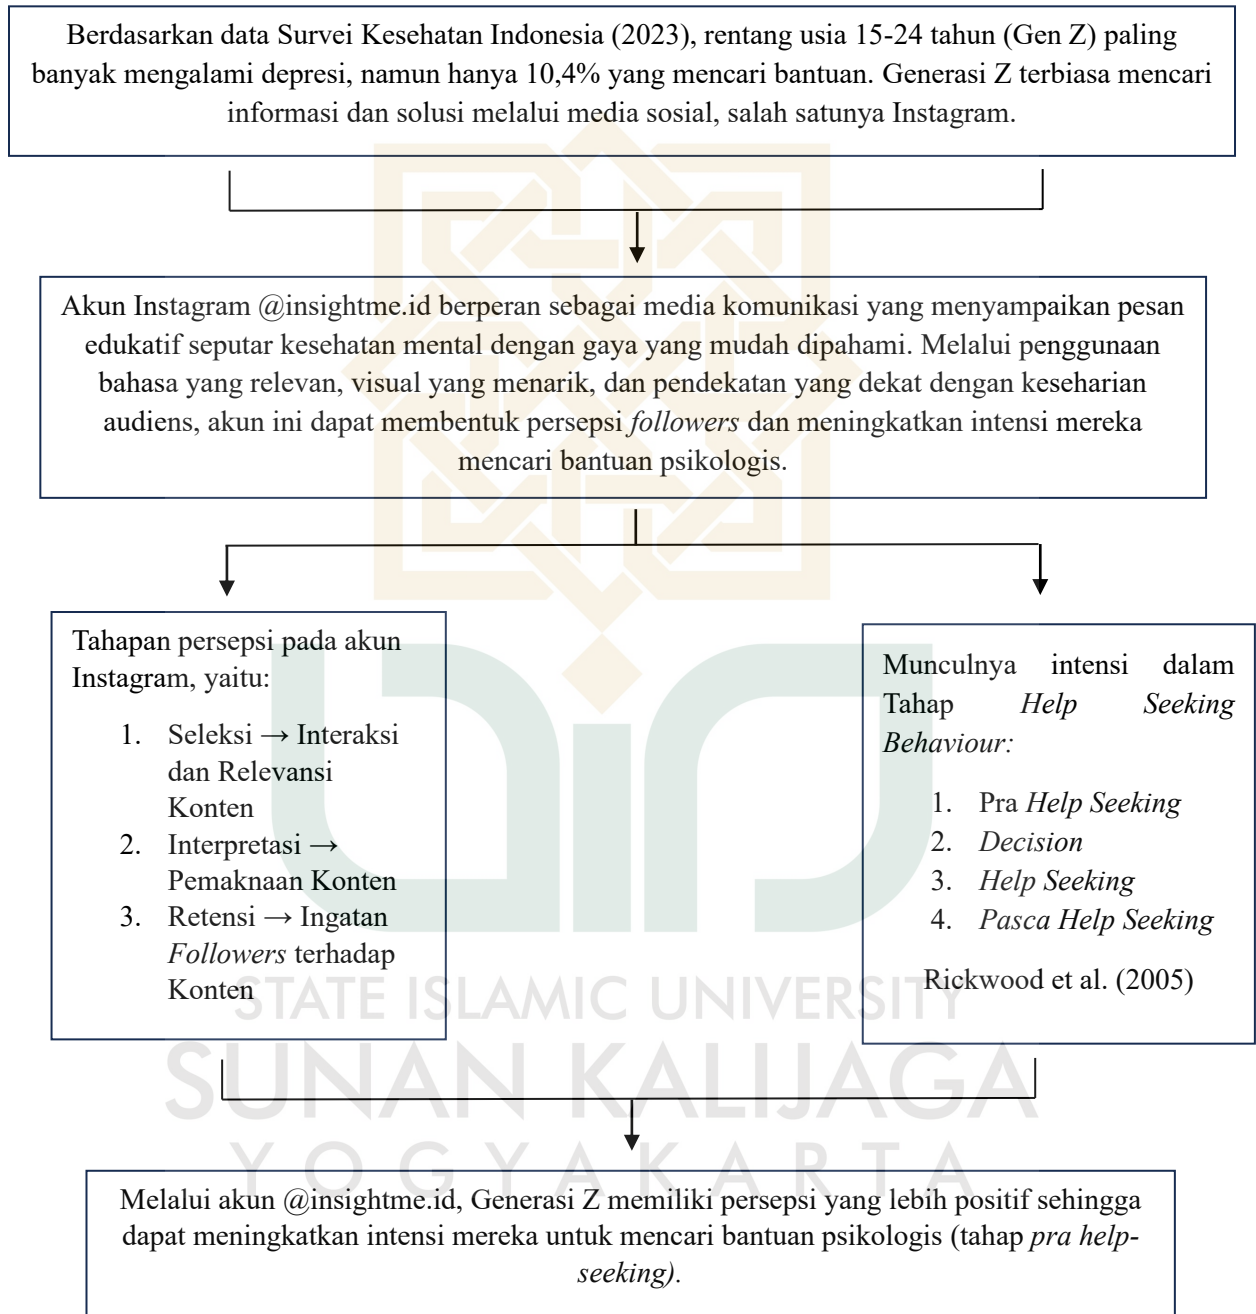 Berdasarkan data Survei Kesehatan Indonesia (2023), rentang usia 15-24 tahun (Gen Z) paling
banyak mengalami depresi, namun hanya 10,4% yang mencari bantuan. Generasi Z terbiasa mencari
informasi dan solusi melalui media sosial, salah satunya Instagram.
Akun Instagram @insightme.id berperan sebagai media komunikasi yang menyampaikan pesan
edukatif seputar kesehatan mental dengan gaya yang mudah dipahami. Melalui penggunaan
bahasa yang relevan, visual yang menarik, dan pendekatan yang dekat dengan keseharian
audiens, akun ini dapat membentuk persepsi followers dan meningkatkan intensi mereka
mencari bantuan psikologis.
Tahapan persepsi pada akun
Instagram, yaitu:
1. Seleksi → Interaksi
dan Relevansi
Konten
2. Interpretasi →
Pemaknaan Konten
3. Retensi → Ingatan
Followers terhadap
Konten
Munculnya intensi dalam
Tahap Help Seeking
Behaviour:
1. Pra Help Seeking
2. Decision
3. Help Seeking
4. Pasca Help Seeking
Rickwood et al. (2005)
STATE ISLAMIC UNIVERSITY
SUNAN KALIJAGA
YOGYAKARTA
Melalui akun @insightme.id, Generasi Z memiliki persepsi yang lebih positif sehingga
dapat meningkatkan intensi mereka untuk mencari bantuan psikologis (tahap pra help-
seeking).